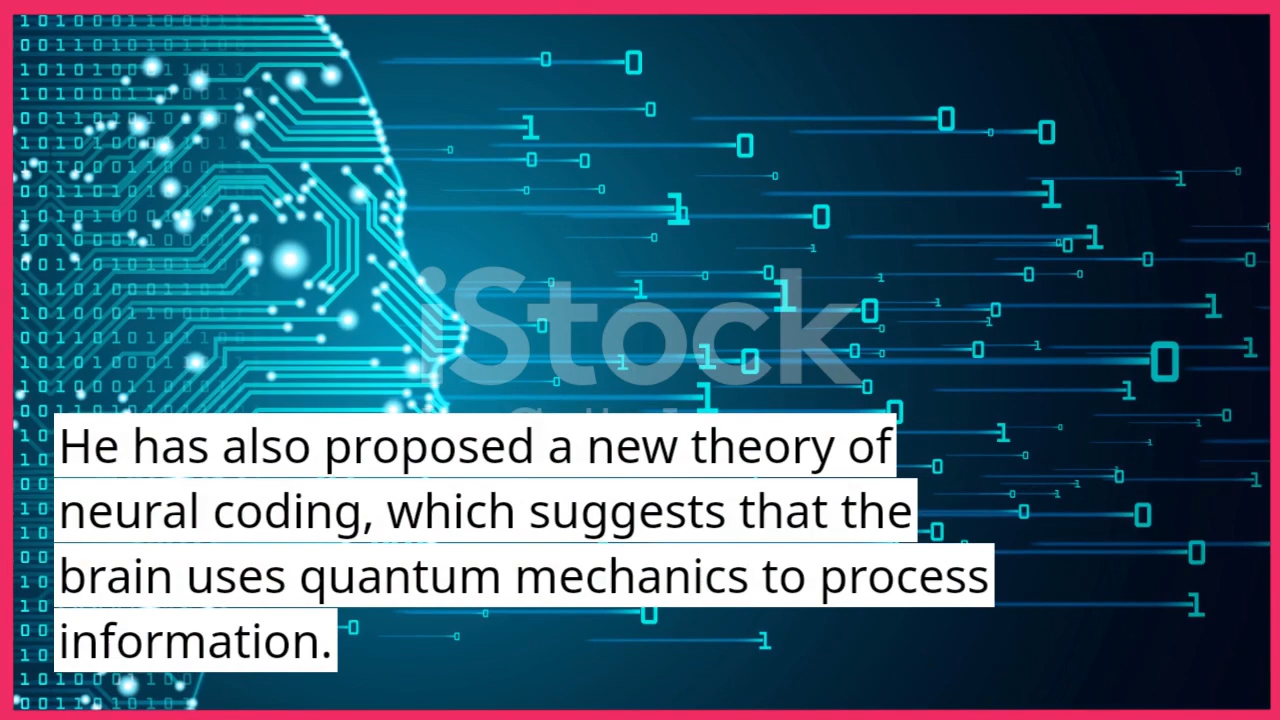 iStock
He has also proposed a new theory of
neural coding, which suggests that the
brain uses quantum mechanics to process
information.